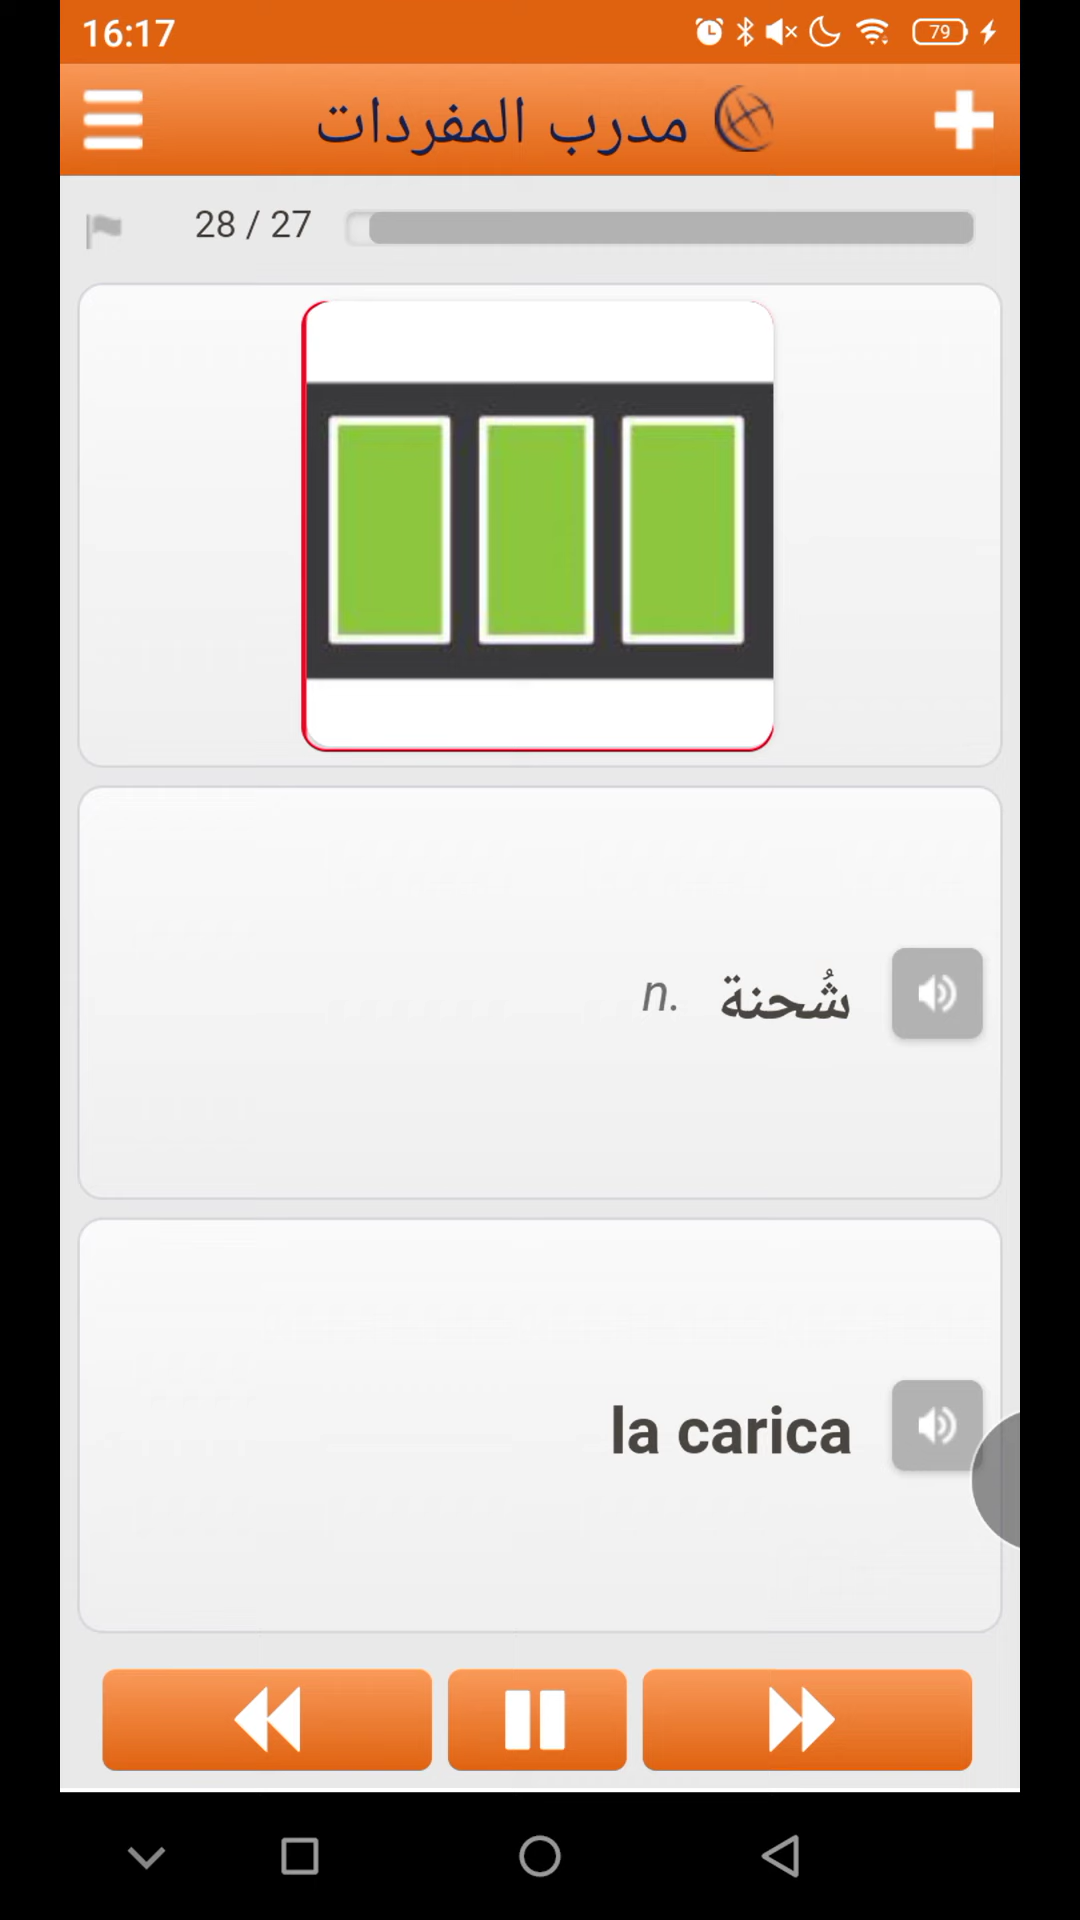 16:17
79
مدرب المفردات
28 / 27
شُحنة n.
la carica